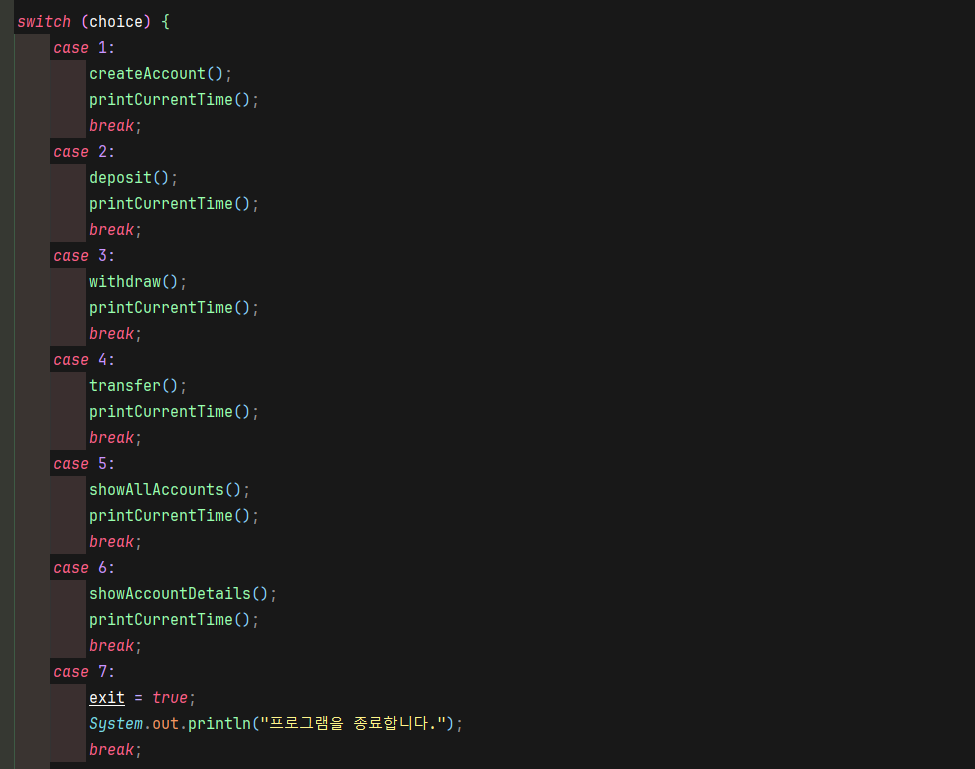 switch (choice) {
case 1:
createAccount();
printCurrentTime();
break;
case 2:
deposit();
printCurrentTime();
break;
case 3:
withdraw();
printCurrentTime();
break;
case 4:
transfer();
printCurrentTime();
break;
case 5:
showAllAccounts();
printCurrentTime();
break;
case 6:
showAccountDetails();
printCurrentTime();
break;
case 7:
exit = true;
System.out.println("프로그램을 종료합니다.");
break;